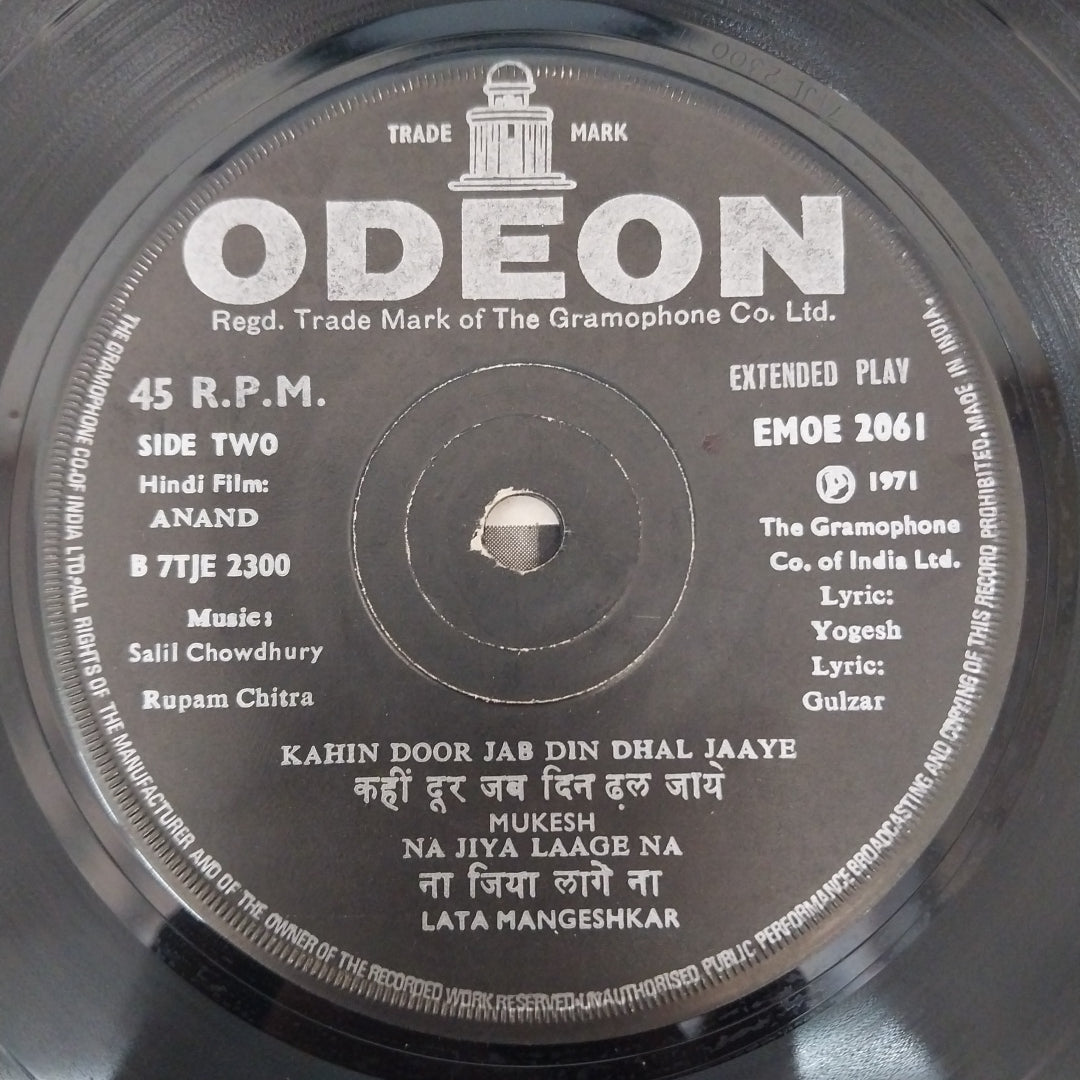 TRADE MARK
ODEON
Regd. Trade Mark of The Gramophone Co. Ltd.
45 R.P.M.
SIDE TWO
Hindi Film:
ANAND
B 7TJE 2300
Music:
Salil Chowdhury
Rupam Chitra
EXTENDED PLAY
EMOE 2061
Ⓟ 1971
The Gramophone
Co. of India Ltd.
Lyric:
Yogesh
Lyric:
Gulzar
KAHIN DOOR JAB DIN DHAL JAAYE
कहीं दूर जब दिन ढ़ल जाये
MUKESH
NA JIYA LAAGE NA
ना जिया लागे ना
LATA MANGESHKAR
THE GRAMOPHONE CO. OF INDIA LTD. ALL RIGHTS OF THE MANUFACTURER AND OF THE OWNER OF THE RECORDED WORK RESERVED. UNAUTHORISED PUBLIC PERFORMANCE BROADCASTING AND COPYING OF THIS RECORD PROHIBITED. MADE IN INDIA.